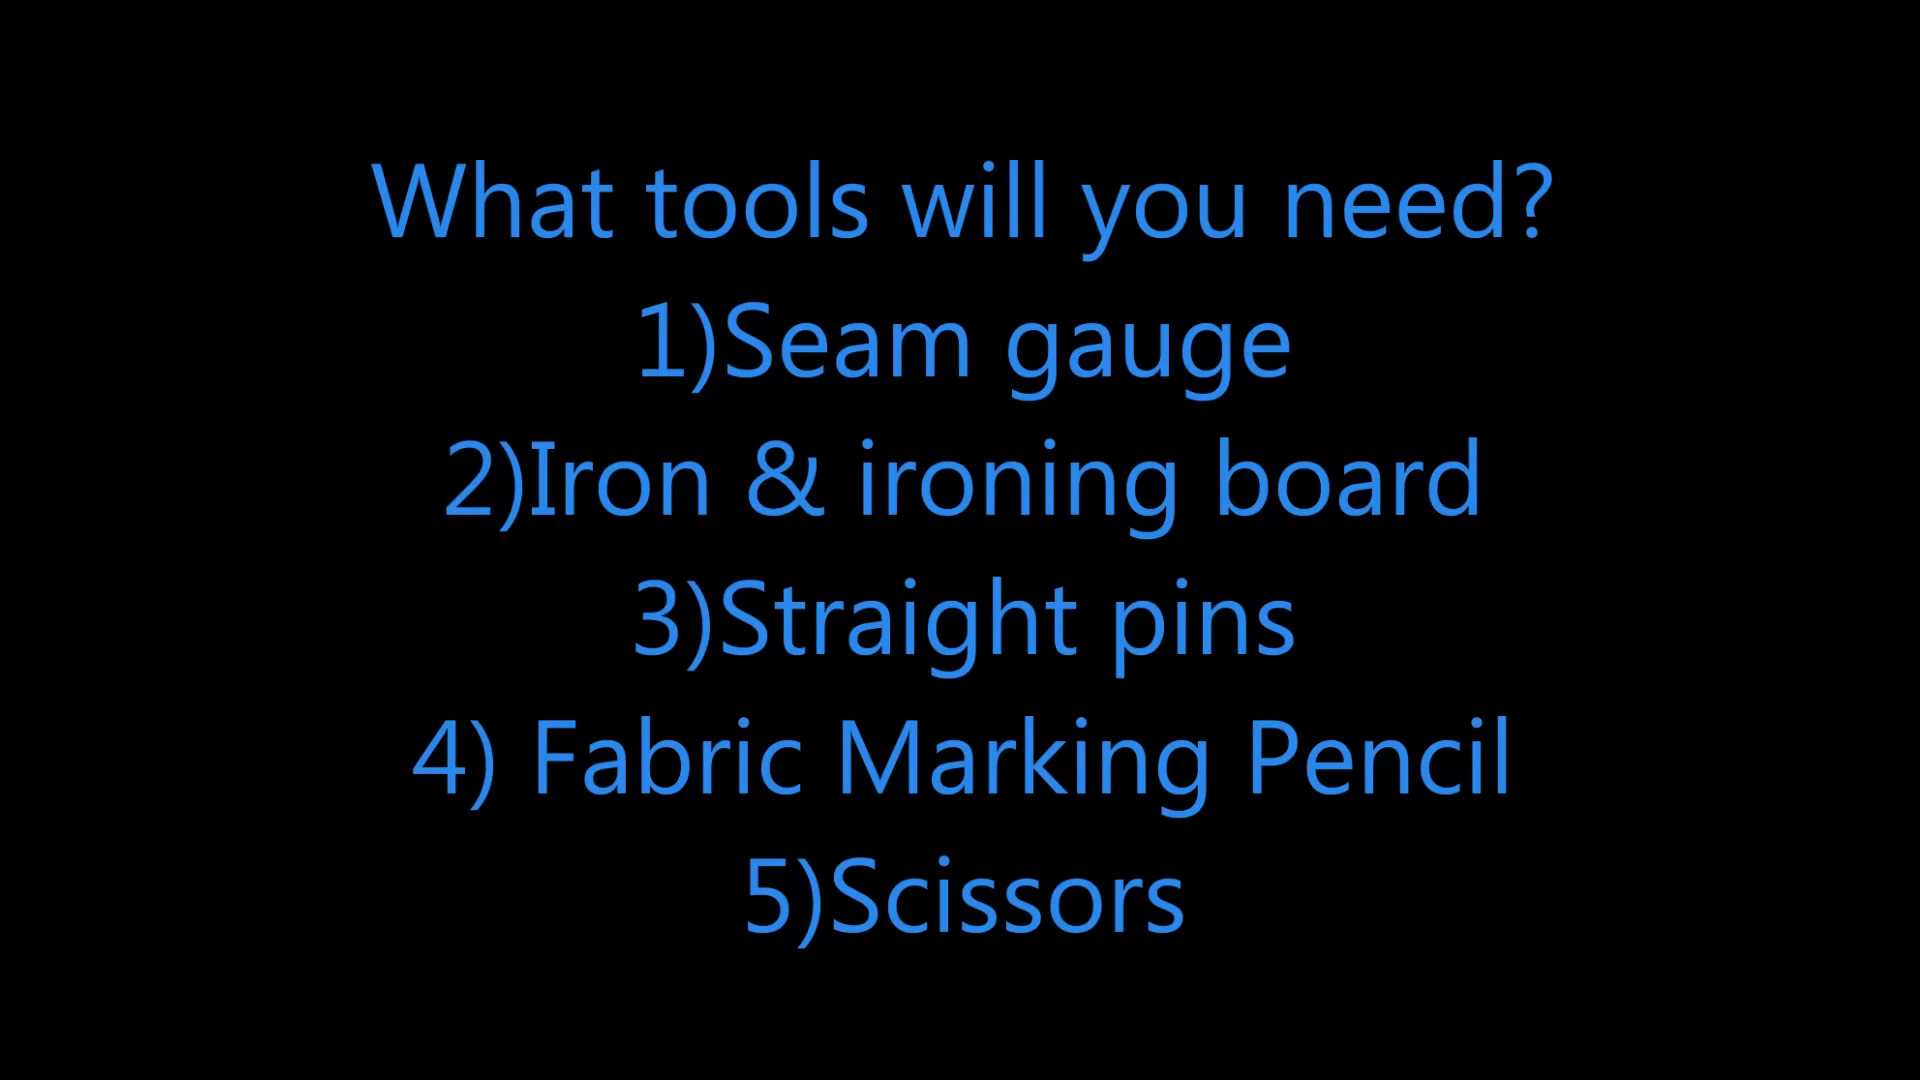 What tools will you need?
1)Seam gauge
2)Iron & ironing board
3)Straight pins
4) Fabric Marking Pencil
5)Scissors